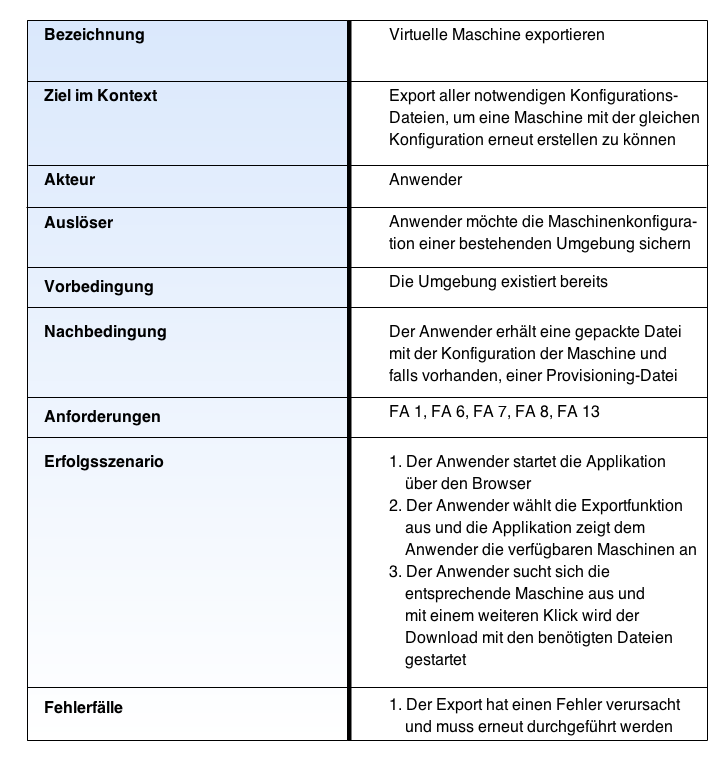 Bezeichnung
Virtuelle Maschine exportieren
Ziel im Kontext
Export aller notwendigen Konfigurations-
Dateien, um eine Maschine mit der gleichen
Konfiguration erneut erstellen zu können
Akteur
Anwender
Auslöser
Anwender möchte die Maschinenkonfigura-
tion einer bestehenden Umgebung sichern
Vorbedingung
Die Umgebung existiert bereits
Nachbedingung
Der Anwender erhält eine gepackte Datei
mit der Konfiguration der Maschine und
falls vorhanden, einer Provisioning-Datei
Anforderungen
FA 1, FA 6, FA 7, FA 8, FA 13
Erfolgsszenario
1. Der Anwender startet die Applikation
über den Browser
2. Der Anwender wählt die Exportfunktion
aus und die Applikation zeigt dem
Anwender die verfügbaren Maschinen an
3. Der Anwender sucht sich die
entsprechende Maschine aus und
mit einem weiteren Klick wird der
Download mit den benötigten Dateien
gestartet
Fehlerfälle
1. Der Export hat einen Fehler verursacht
und muss erneut durchgeführt werden